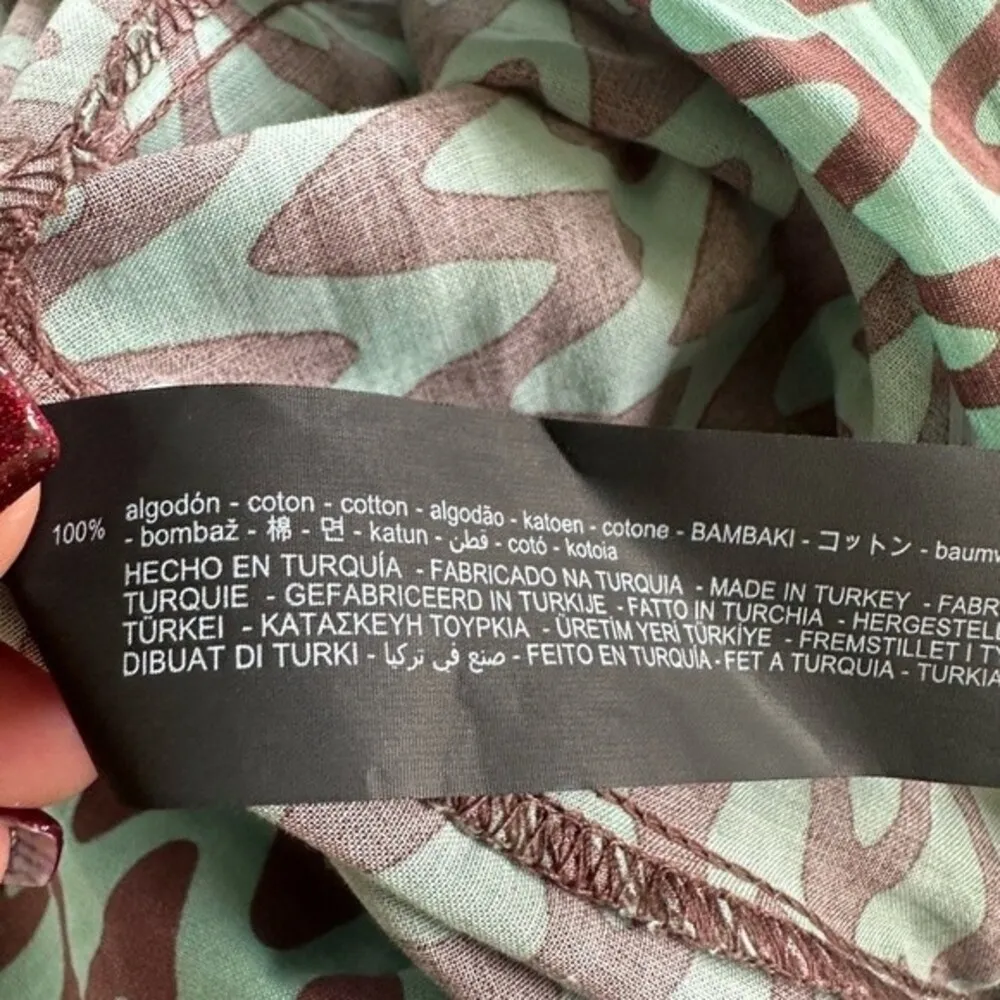 100% algodón - coton - cotton - algodão - katoen - cotone - BAMBAKI - コットン - baumw
- bombaž - 棉 - 면 - katun - قطن - cotó - kotoia
HECHO EN TURQUÍA - FABRICADO NA TURQUIA - MADE IN TURKEY - FABR
TURQUIE - GEFABRICEERD IN TURKIJE - FATTO IN TURCHIA - HERGESTELL
TÜRKEI - ΚΑΤΑΣΚΕΥΗ ΤΟΥΡΚΙΑ - ÜRETİM YERİ TÜRKİYE - FREMSTILLET I TY
DIBUAT DI TURKI - صنع في تركيا - FEITO EN TURQUÍA - FET A TURQUIA - TURKIA